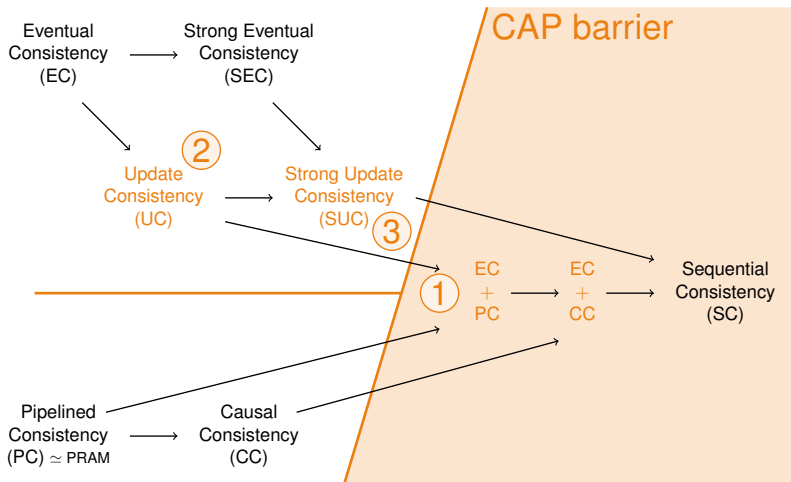 CAP barrier
Eventual
Consistency
(EC)
Strong Eventual
Consistency
(SEC)
2
Update
Consistency
(UC)
Strong Update
Consistency
(SUC)
3
1
EC
+
PC
EC
+
CC
Sequential
Consistency
(SC)
Pipelined
Consistency
(PC) ≃ PRAM
Causal
Consistency
(CC)